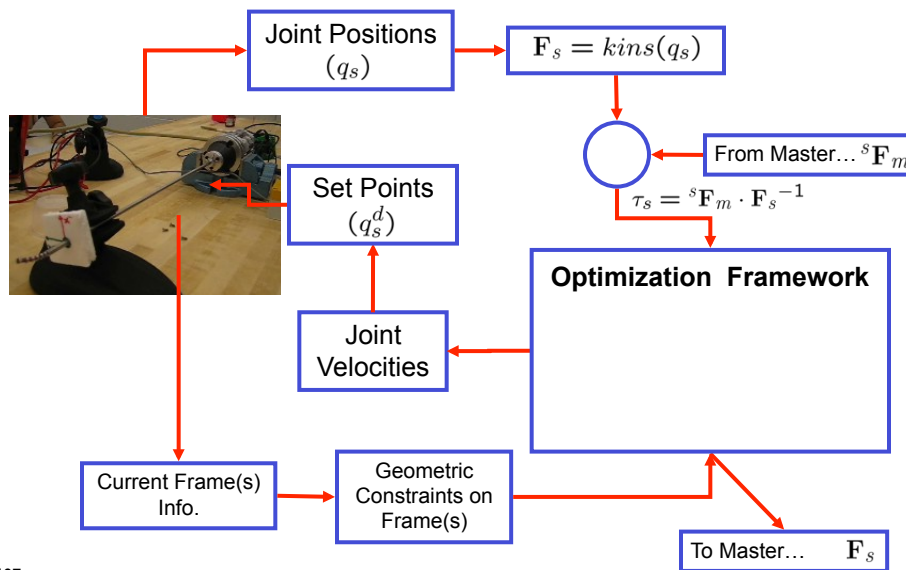 Joint Positions
(q_s)
F_s = kins(q_s)
From Master… ^sF_m
τ_s = ^sF_m · F_s^{-1}
Set Points
(q_s^d)
Optimization Framework
Joint
Velocities
Current Frame(s)
Info.
Geometric
Constraints on
Frame(s)
To Master… F_s